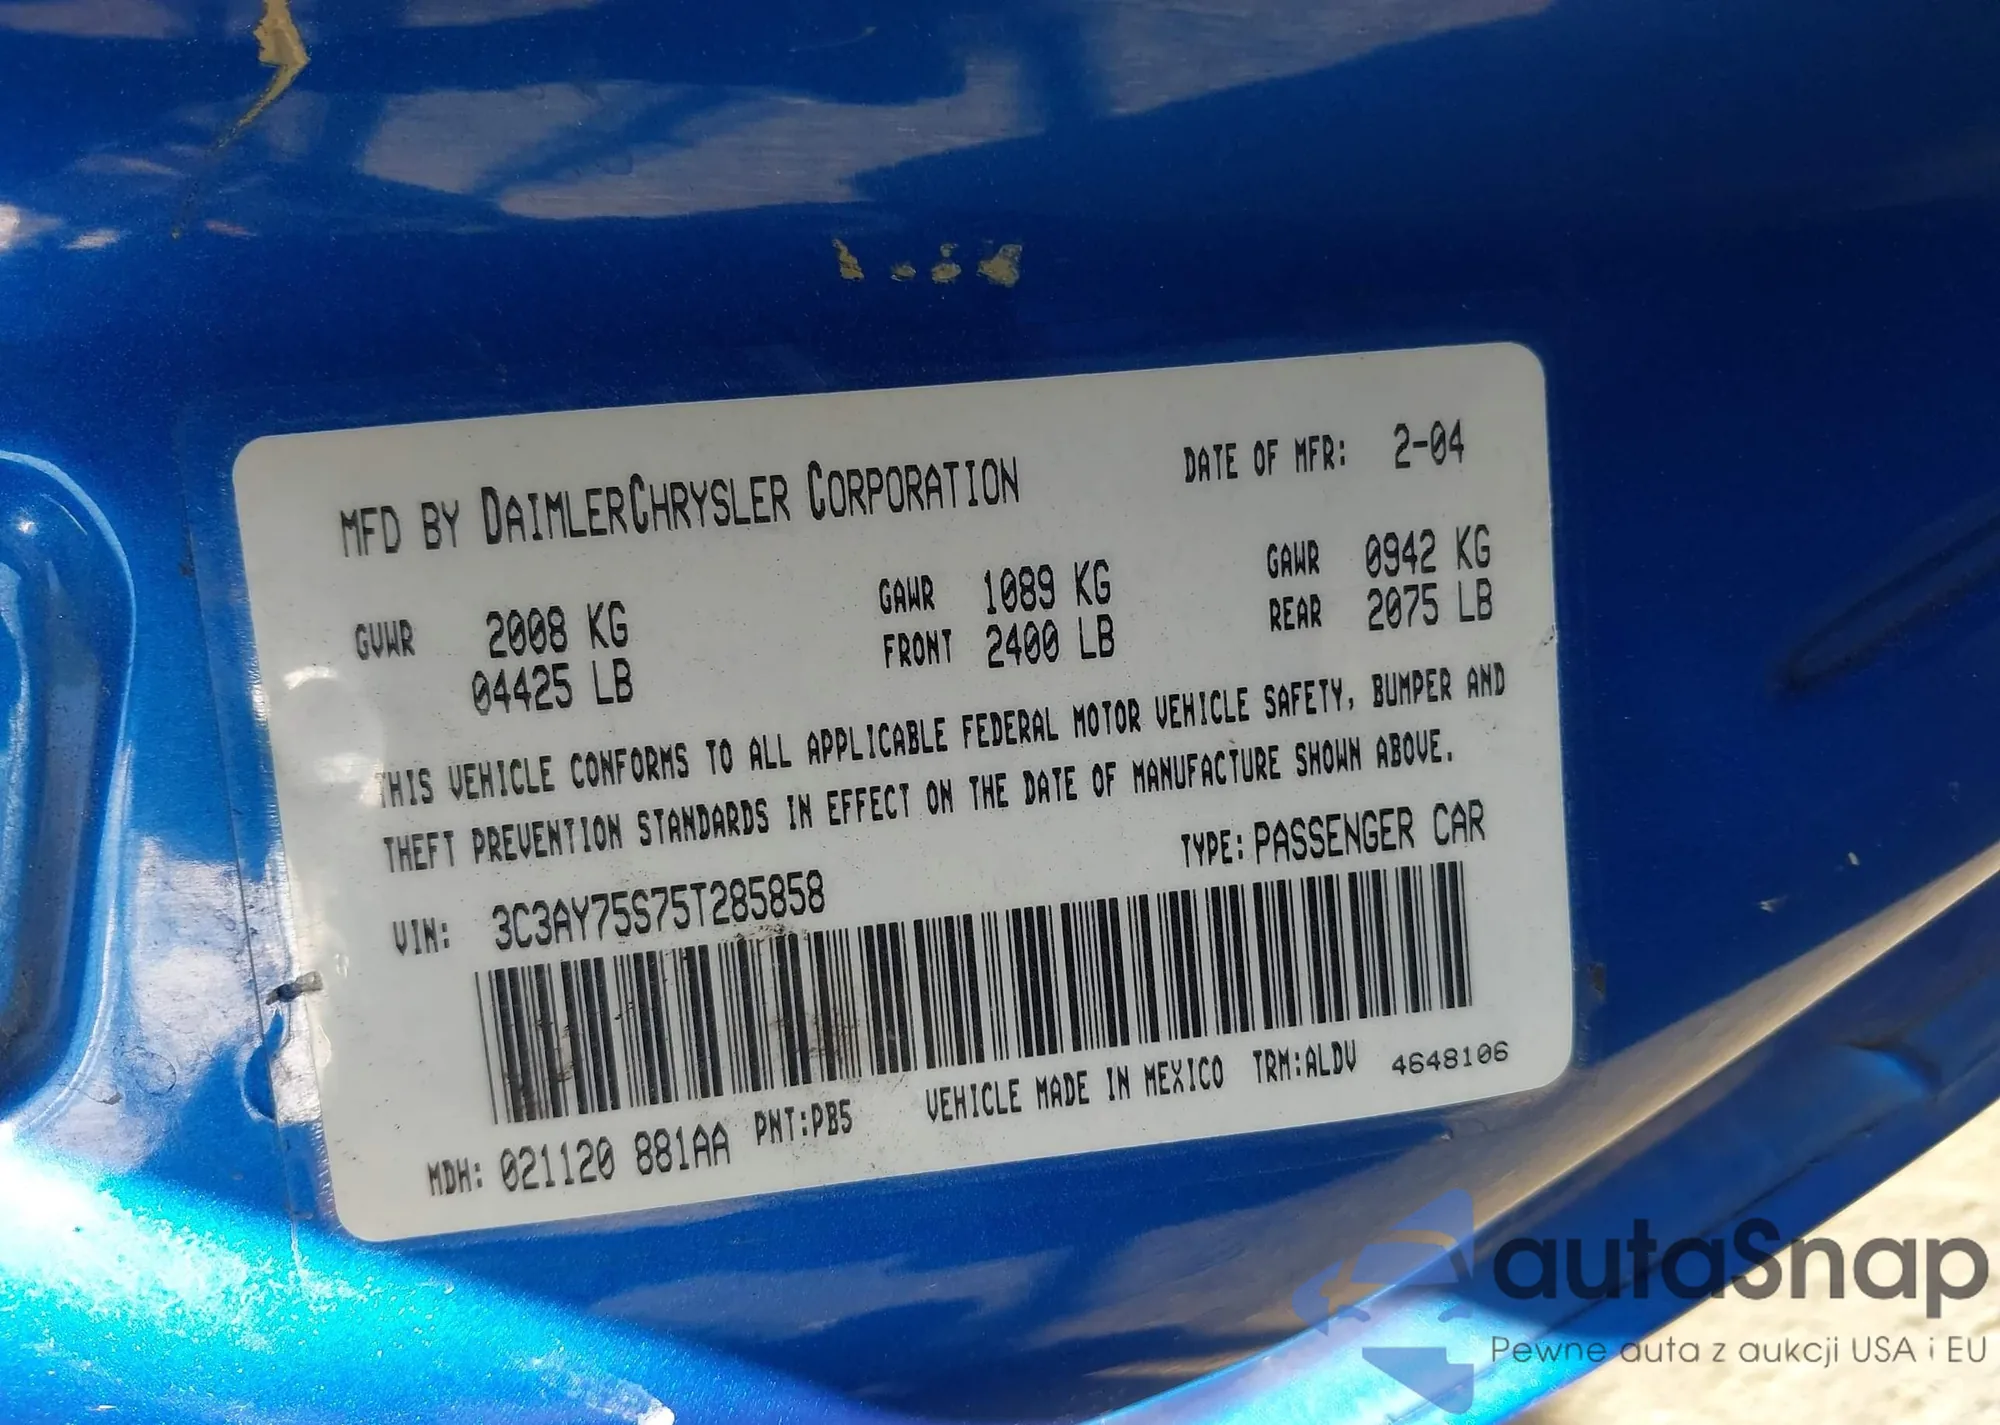 MFD BY DAIMLERCHRYSLER CORPORATION DATE OF MFR: 2-04
GVWR 2008 KG GAWR 1089 KG GAWR 0942 KG
04425 LB FRONT 2400 LB REAR 2075 LB
THIS VEHICLE CONFORMS TO ALL APPLICABLE FEDERAL MOTOR VEHICLE SAFETY, BUMPER AND
THEFT PREVENTION STANDARDS IN EFFECT ON THE DATE OF MANUFACTURE SHOWN ABOVE.
VIN: 3C3AY75S75T285858 TYPE: PASSENGER CAR
MDH: 021120 881AA PNT:PB5 VEHICLE MADE IN MEXICO TRM:ALDV 4648106
autaSnap
Pewne auta z aukcji USA i EU